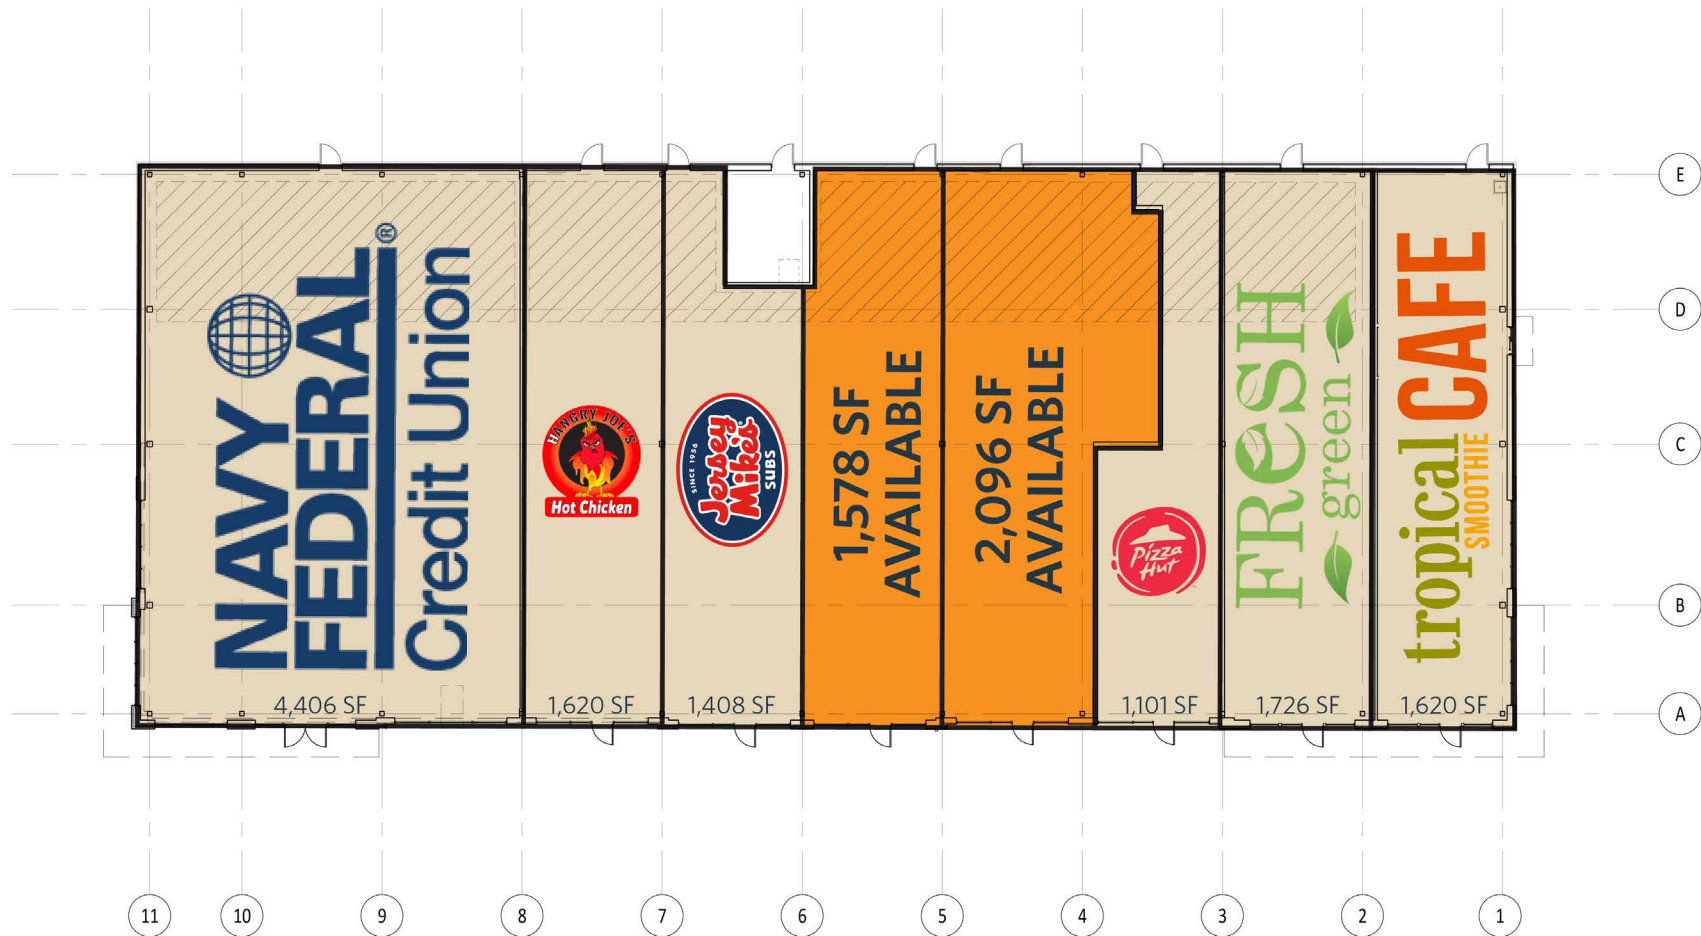 NAVY
FEDERAL®
Credit Union
4,406 SF
HANGRY JOE'S
Hot Chicken
1,620 SF
SINCE 1956
Jersey
Mike's
SUBS
1,408 SF
1,578 SF
AVAILABLE
2,096 SF
AVAILABLE
Pizza
Hut
1,101 SF
FRESH
green
1,726 SF
tropical CAFE
SMOOTHIE
1,620 SF
E
D
C
B
A
11 10 9 8 7 6 5 4 3 2 1